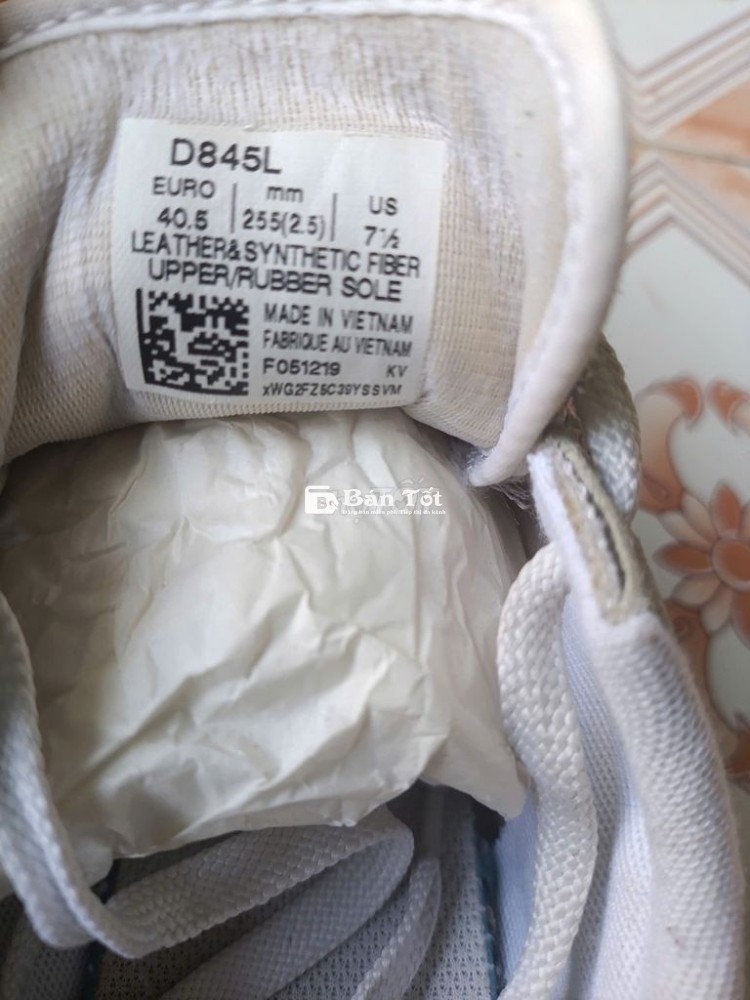 D845L
EURO | mm | US
40.5 | 255(2.5) | 7½
LEATHER&SYNTHETIC FIBER
UPPER/RUBBER SOLE
MADE IN VIETNAM
FABRIQUE AU VIETNAM
F051219 KV
xWG2FZ5C39YSSVM
Bán Tốt